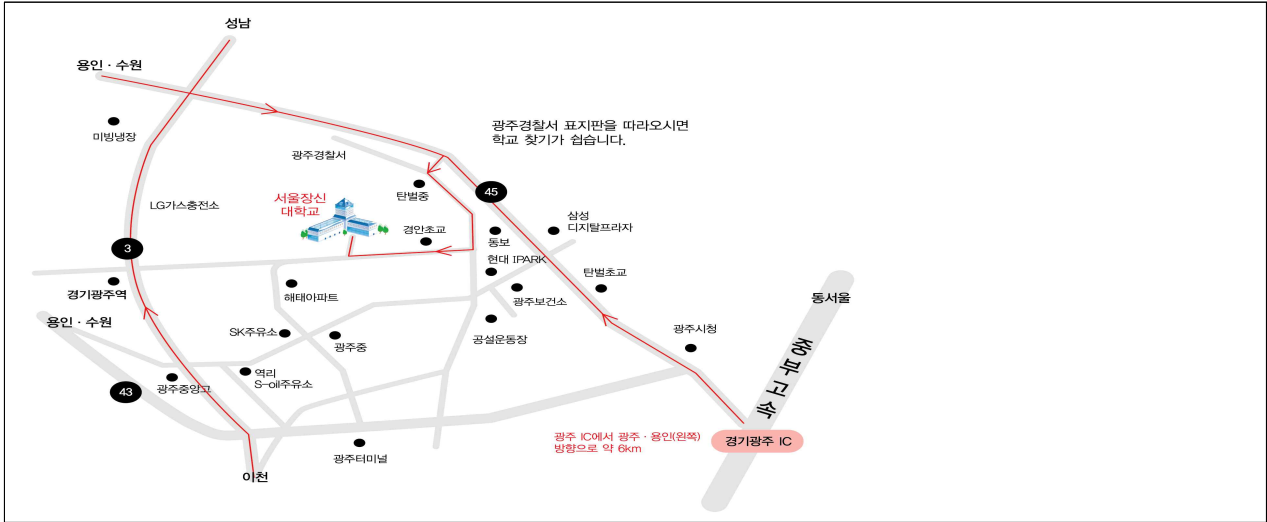 성남
용인 · 수원
미빙냉장
광주경찰서 표지판을 따라오시면
학교 찾기가 쉽습니다.
광주경찰서
탄벌중
45
서울장신
대학교
LG가스충전소
삼성
디지탈프라자
경안초교
동보
3
현대 IPARK
탄벌초교
경기광주역
해태아파트
광주보건소
동서울
용인 · 수원
SK주유소
광주중
공설운동장
광주시청
중부고속
역리
S-oil주유소
43
광주중앙고
광주 IC에서 광주 · 용인(왼쪽)
방향으로 약 6km
경기광주 IC
광주터미널
이천